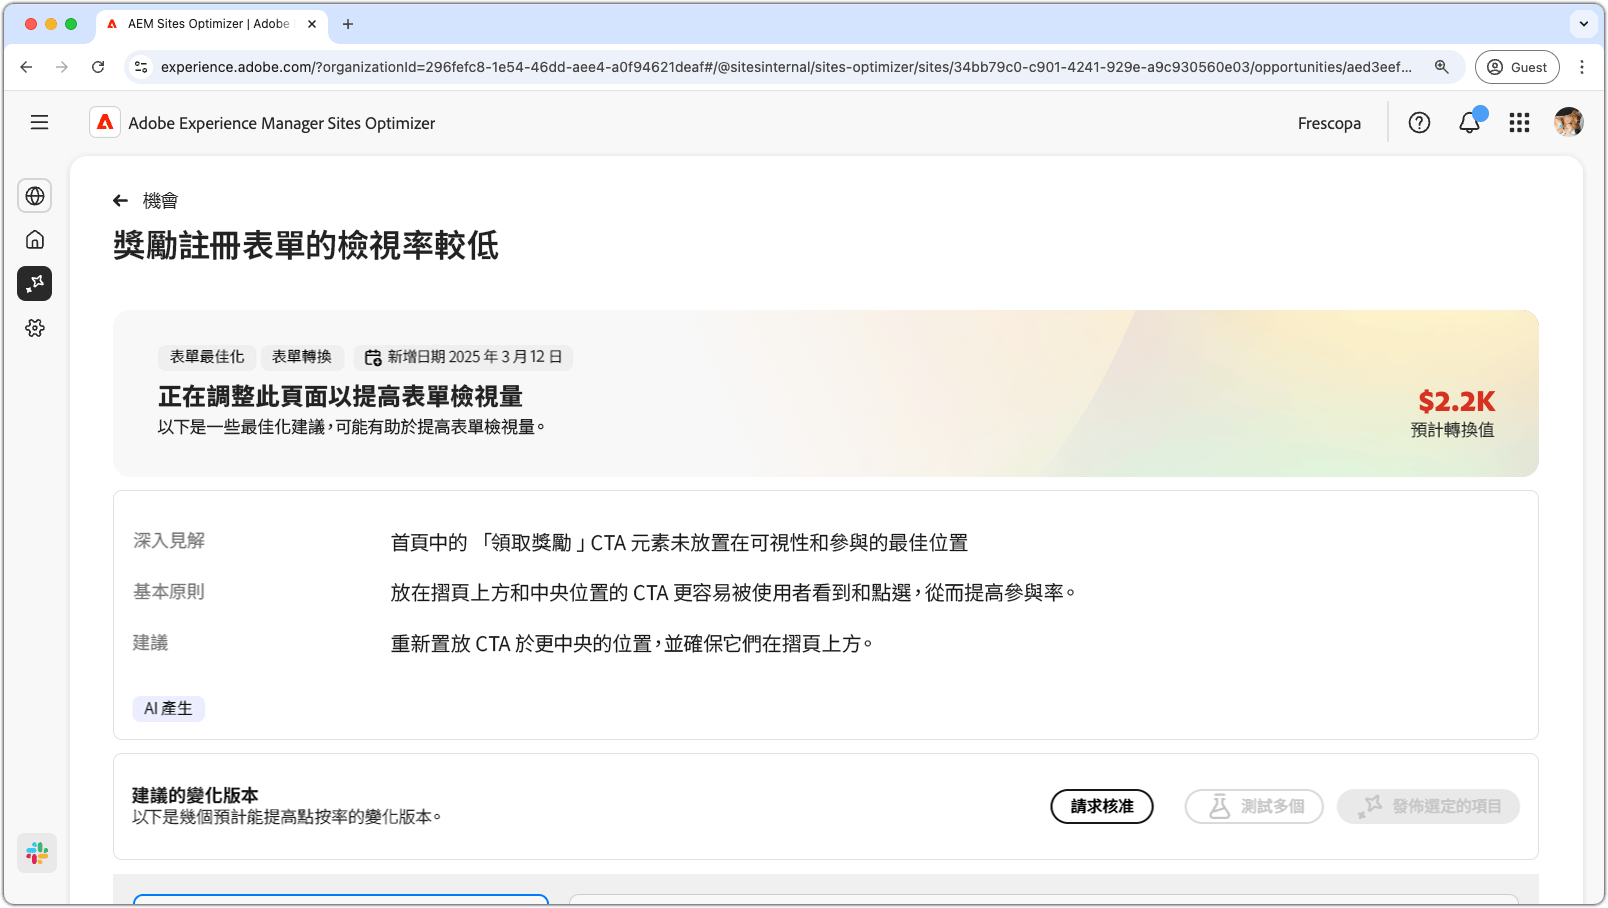 AEM Sites Optimizer | Adobe
experience.adobe.com/?organizationId=296fefc8-1e54-46dd-aee4-a0f94621deaf#/@sitesinternal/sites-optimizer/sites/34bb79c0-c901-4241-929e-a9c930560e03/opportunities/aed3eef...
Guest
Adobe Experience Manager Sites Optimizer
Frescopa
機會
獎勵註冊表單的檢視率較低
表單最佳化 表單轉換 新增日期 2025 年 3 月 12 日
正在調整此頁面以提高表單檢視量
以下是一些最佳化建議，可能有助於提高表單檢視量。
$2.2K
預計轉換值
深入見解 首頁中的 「領取獎勵 」CTA 元素未放置在可視性和參與的最佳位置
基本原則 放在摺頁上方和中央位置的 CTA 更容易被使用者看到和點選，從而提高參與率。
建議 重新置放 CTA 於更中央的位置，並確保它們在摺頁上方。
AI 產生
建議的變化版本
以下是幾個預計能提高點按率的變化版本。
請求核准 測試多個 發佈選定的項目